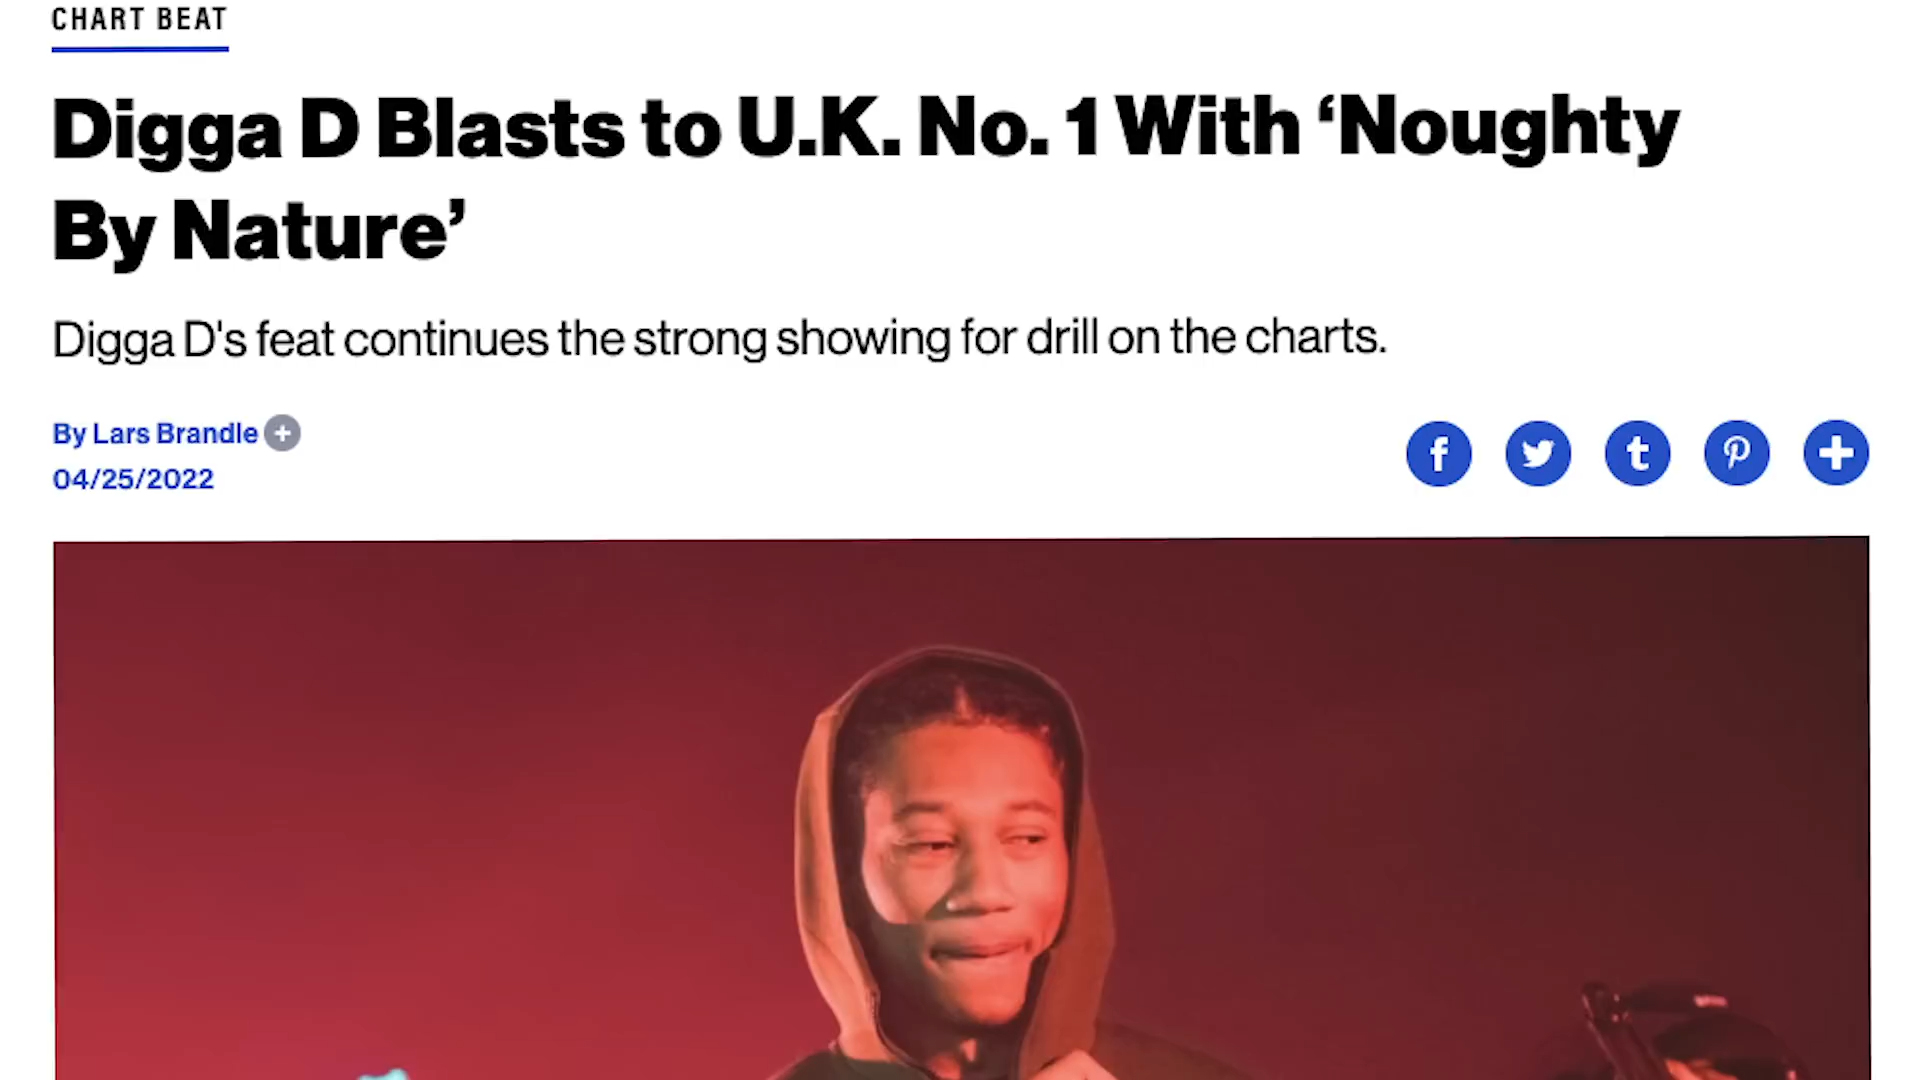 CHART BEAT
Digga D Blasts to U.K. No. 1 With ‘Noughty
By Nature’
Digga D's feat continues the strong showing for drill on the charts.
By Lars Brandle
04/25/2022